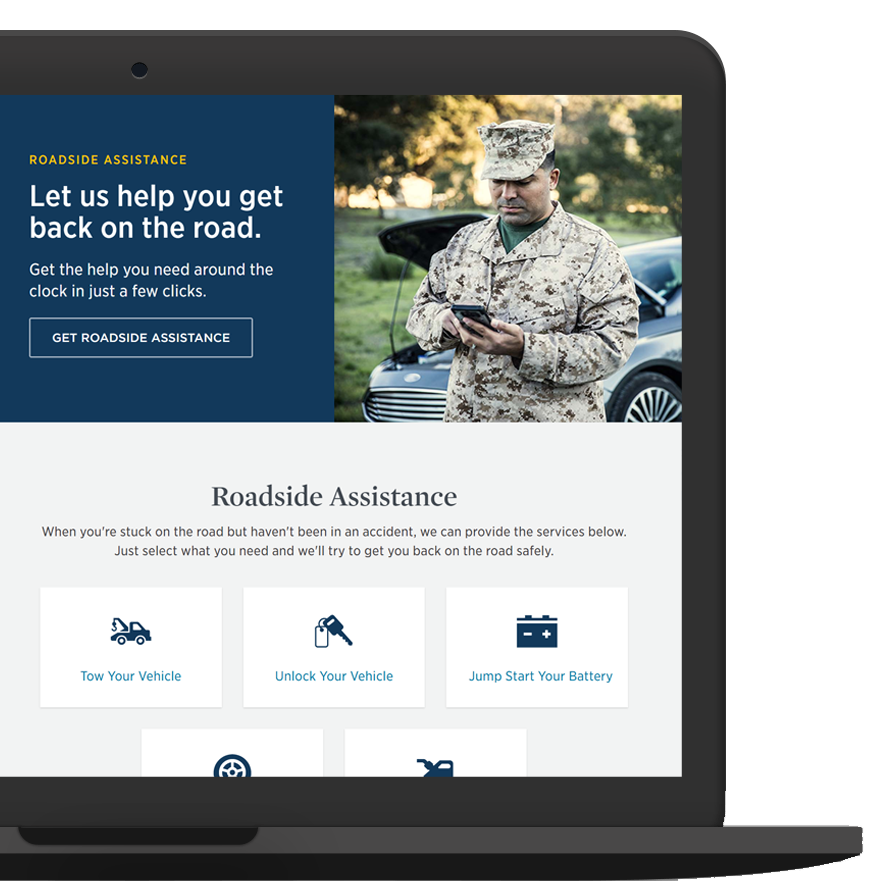 ROADSIDE ASSISTANCE
Let us help you get
back on the road.
Get the help you need around the
clock in just a few clicks.
GET ROADSIDE ASSISTANCE
Roadside Assistance
When you're stuck on the road but haven't been in an accident, we can provide the services below.
Just select what you need and we'll try to get you back on the road safely.
Tow Your Vehicle
Unlock Your Vehicle
Jump Start Your Battery